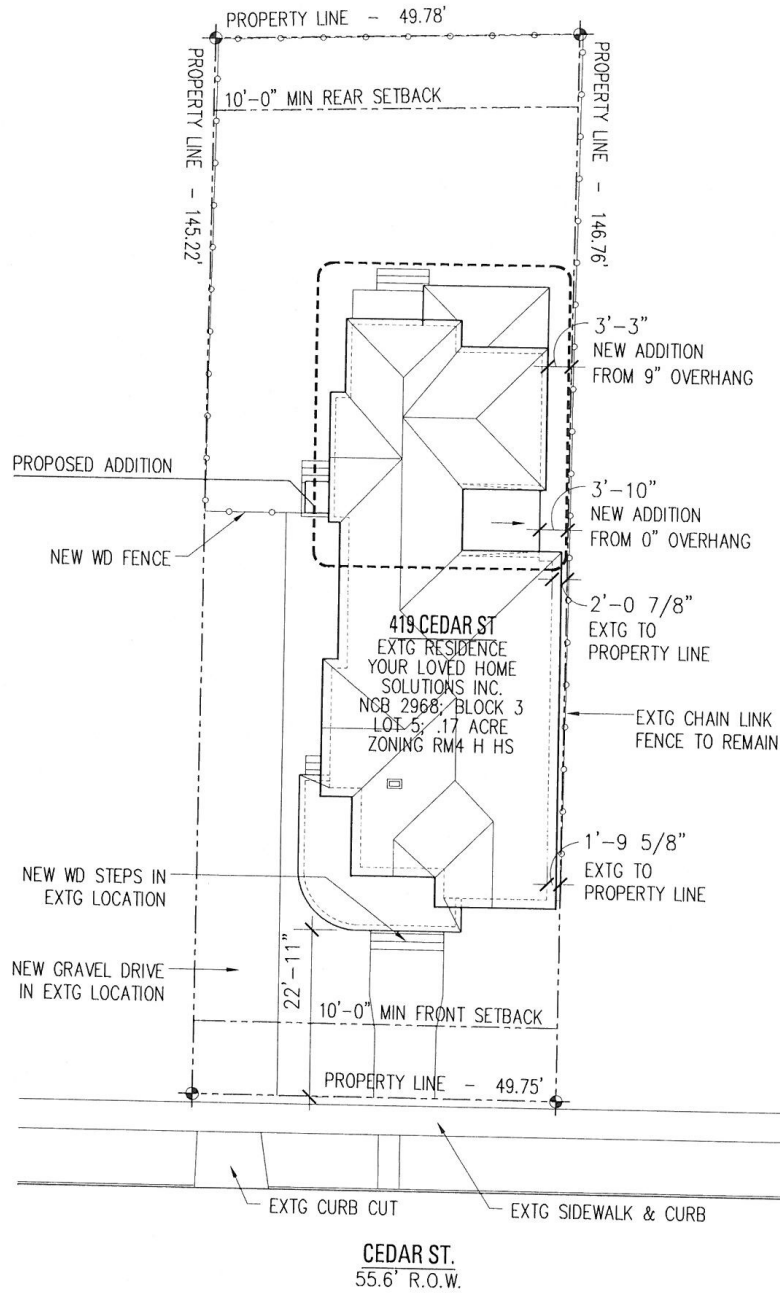 PROPERTY LINE - 49.78'
PROPERTY LINE - 145.22'
PROPERTY LINE - 146.76'
10'-0" MIN REAR SETBACK
3'-3"
NEW ADDITION
FROM 9" OVERHANG
PROPOSED ADDITION
3'-10"
NEW ADDITION
FROM 0" OVERHANG
NEW WD FENCE
2'-0 7/8"
EXTG TO
PROPERTY LINE
419 CEDAR ST
EXTG RESIDENCE
YOUR LOVED HOME
SOLUTIONS INC.
NCB 2968; BLOCK 3
LOT 5; .17 ACRE
ZONING RM4 H HS
EXTG CHAIN LINK
FENCE TO REMAIN
1'-9 5/8"
EXTG TO
PROPERTY LINE
NEW WD STEPS IN
EXTG LOCATION
22'-11"
NEW GRAVEL DRIVE
IN EXTG LOCATION
10'-0" MIN FRONT SETBACK
PROPERTY LINE - 49.75'
EXTG CURB CUT
EXTG SIDEWALK & CURB
CEDAR ST.
55.6' R.O.W.